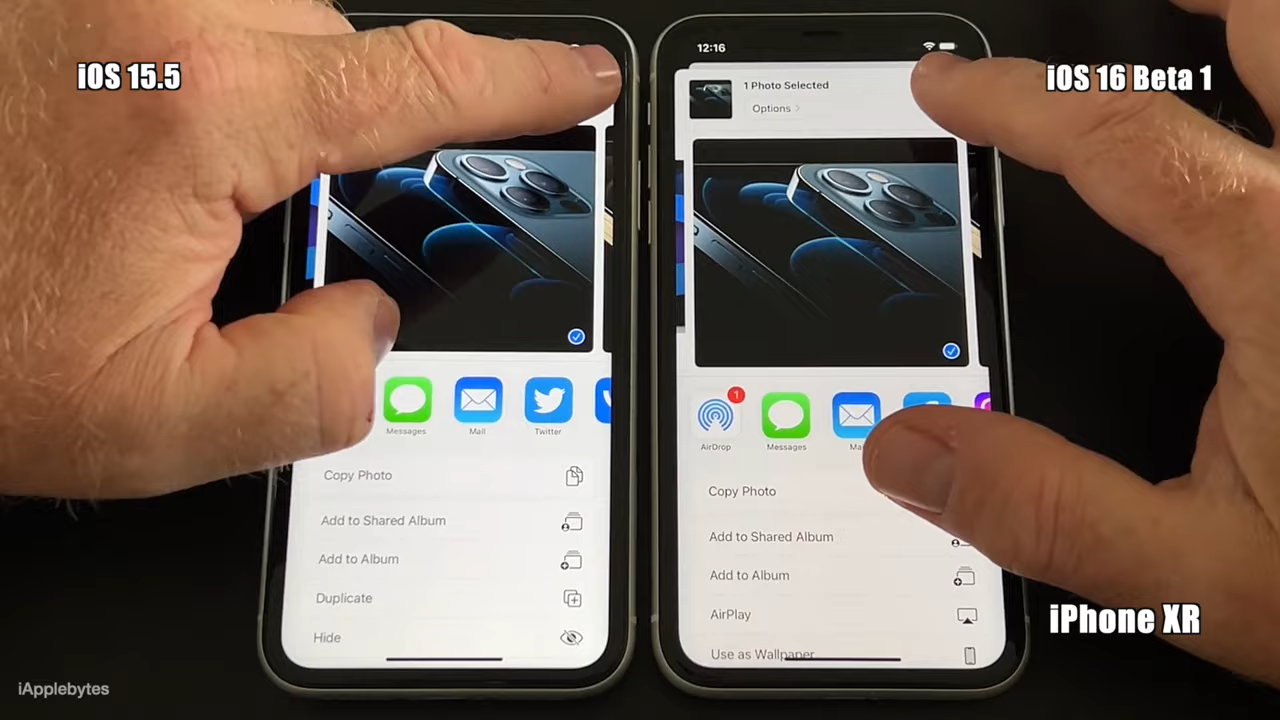 iOS 15.5
iOS 16 Beta 1
12:16
1 Photo Selected
Options
1
Messages
Mail
Twitter
AirDrop
Messages
Copy Photo
Add to Shared Album
Add to Album
Duplicate
Hide
Copy Photo
Add to Shared Album
Add to Album
AirPlay
Use as Wallpaper
iPhone XR
iApplebytes